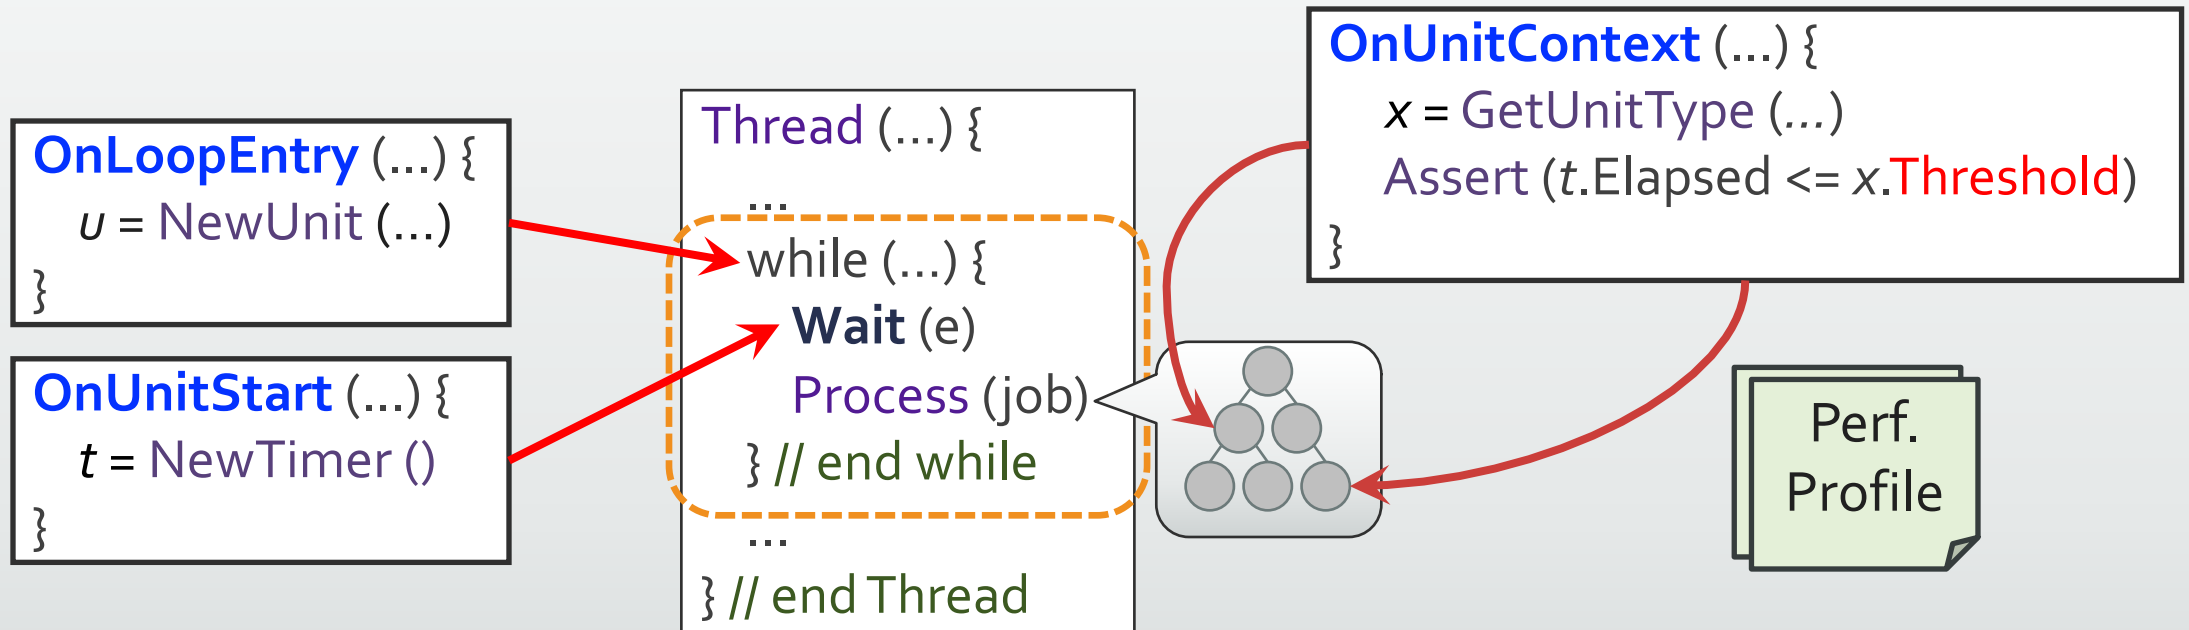 OnLoopEntry (...) {
u = NewUnit (...)
}
OnUnitStart (...) {
t = NewTimer ()
}
Thread (...) {
...
while (...) {
Wait (e)
Process (job)
} // end while
...
} // end Thread
OnUnitContext (...) {
x = GetUnitType (...)
Assert (t.Elapsed <= x.Threshold)
}
Perf.
Profile